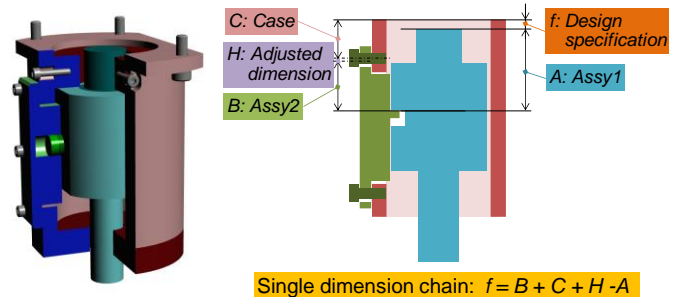 C: Case
H: Adjusted
dimension
B: Assy2
f: Design
specification
A: Assy1
Single dimension chain: f = B + C + H -A